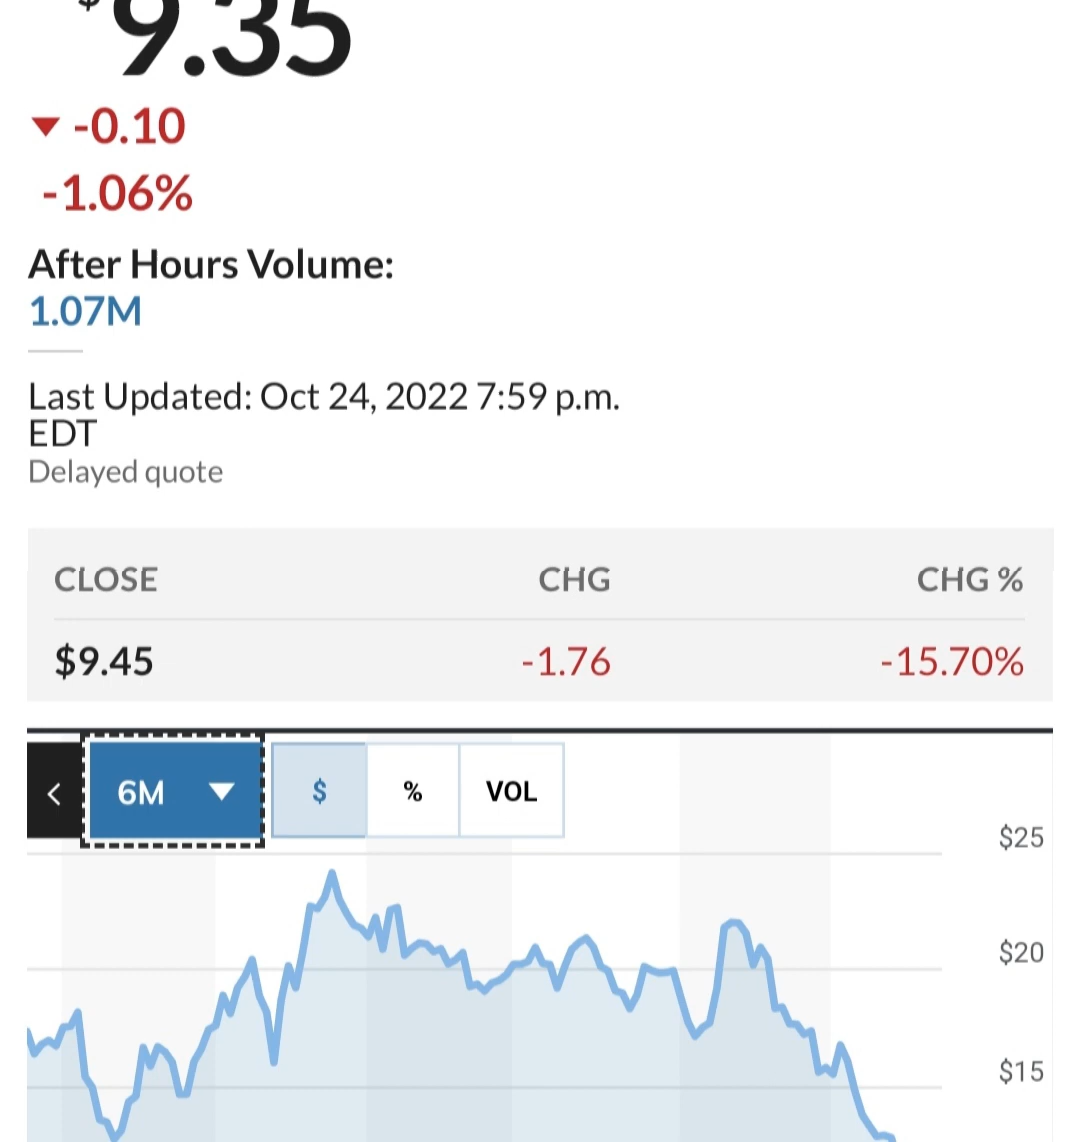 $9.35
-0.10
-1.06%
After Hours Volume:
1.07M
Last Updated: Oct 24, 2022 7:59 p.m.
EDT
Delayed quote
CLOSE CHG CHG %
$9.45 -1.76 -15.70%
< 6M $ % VOL
$25
$20
$15